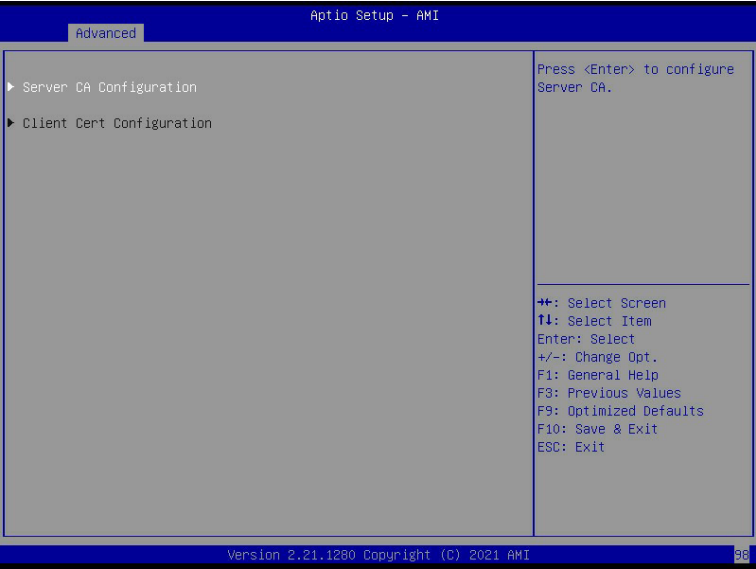 Aptio Setup – AMI
Advanced
▶ Server CA Configuration
▶ Client Cert Configuration
Press <Enter> to configure
Server CA.
→←: Select Screen
↑↓: Select Item
Enter: Select
+/-: Change Opt.
F1: General Help
F3: Previous Values
F9: Optimized Defaults
F10: Save & Exit
ESC: Exit
Version 2.21.1280 Copyright (C) 2021 AMI
98